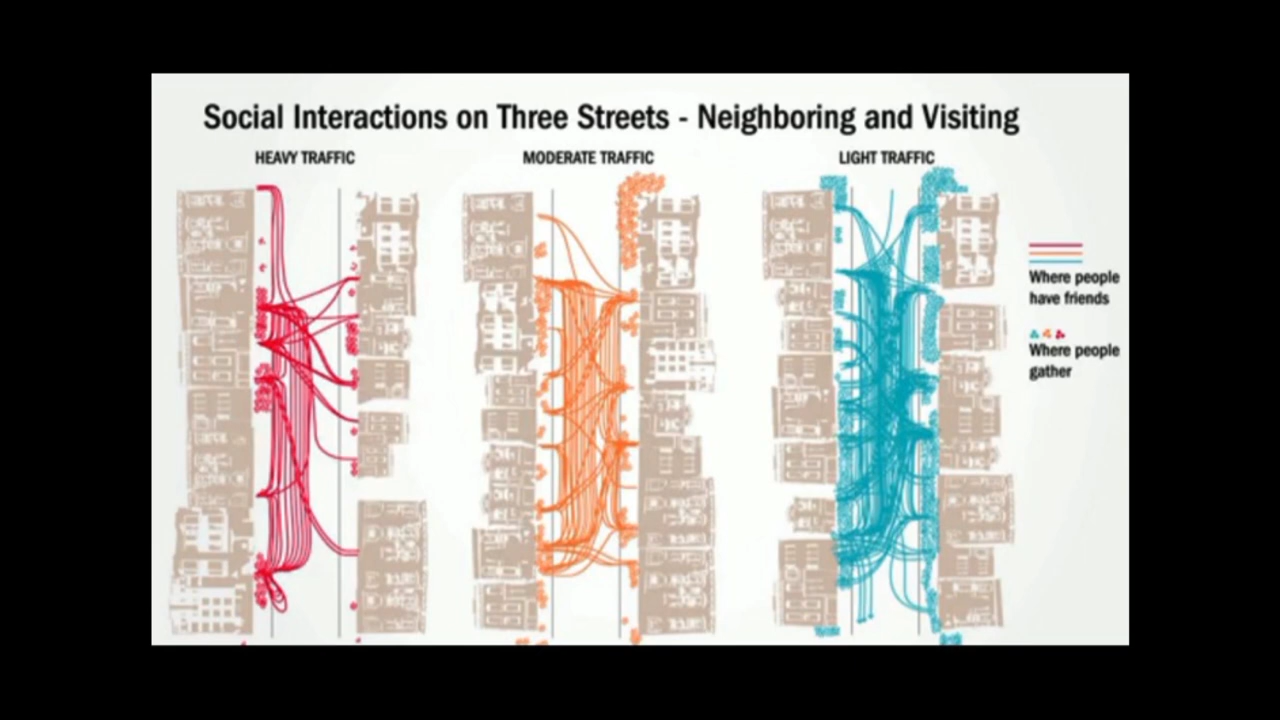 Social Interactions on Three Streets - Neighboring and Visiting
HEAVY TRAFFIC
MODERATE TRAFFIC
LIGHT TRAFFIC
Where people
have friends
Where people
gather